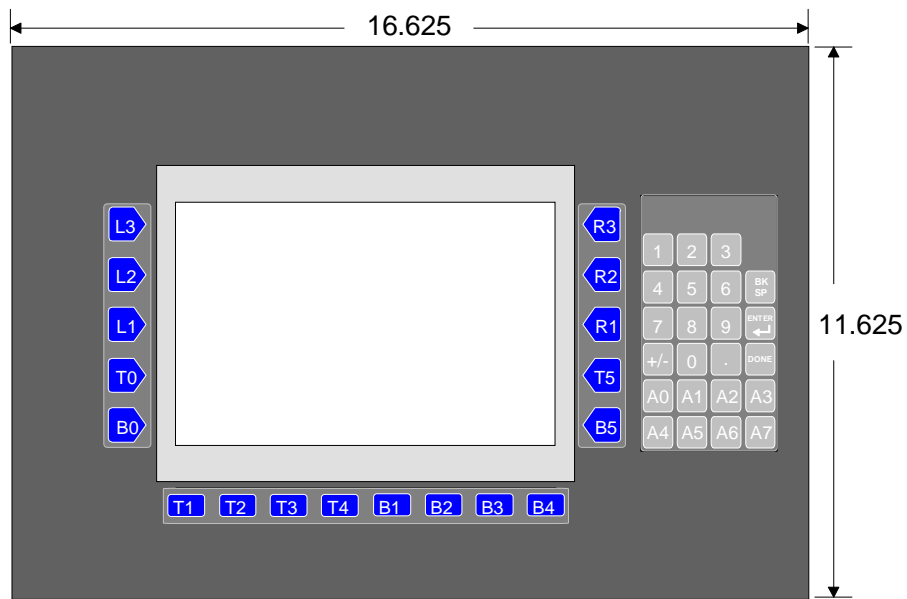 16.625
L3
L2
L1
T0
B0
R3
R2
R1
T5
B5
1 2 3
4 5 6 BK SP
7 8 9 ENTER
+/- 0 . DONE
A0 A1 A2 A3
A4 A5 A6 A7
11.625
T1 T2 T3 T4 B1 B2 B3 B4